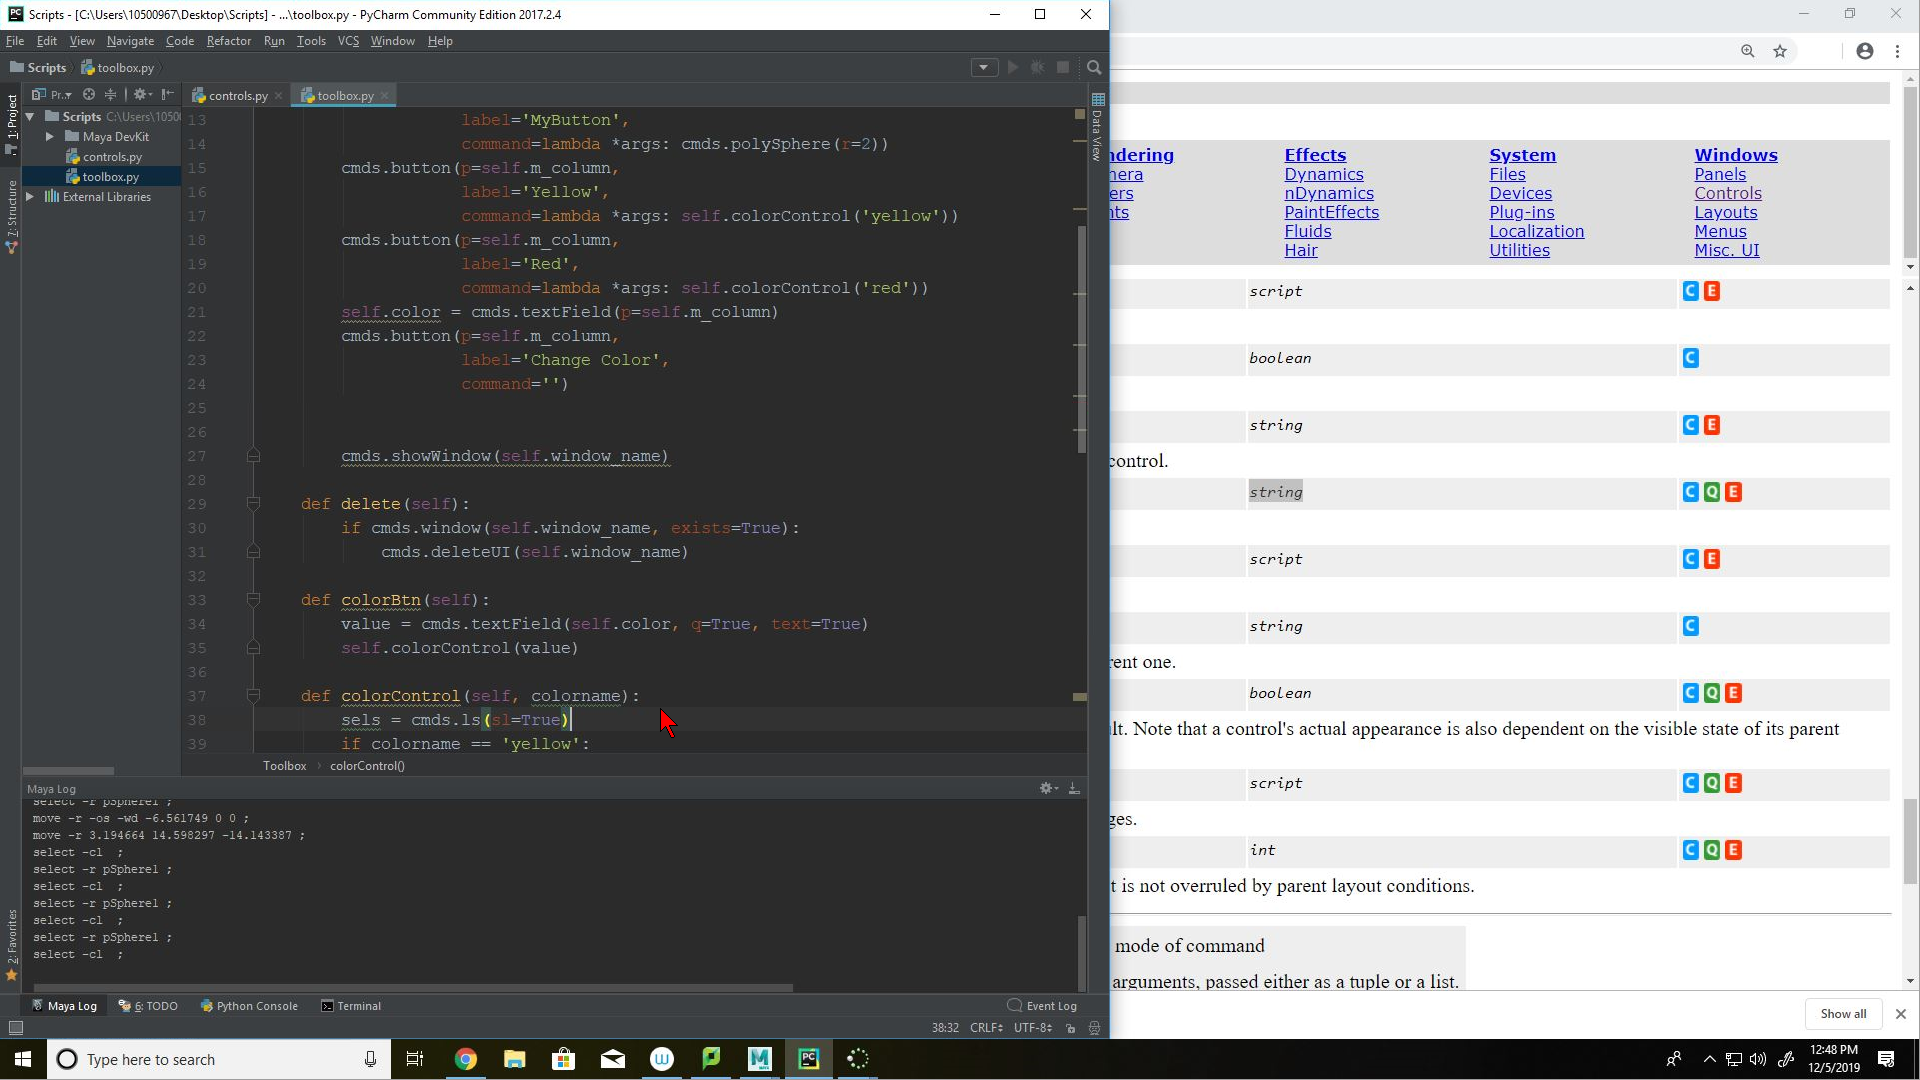 Scripts - [C:\Users\10500967\Desktop\Scripts] - ...\toolbox.py - PyCharm Community Edition 2017.2.4
File Edit View Navigate Code Refactor Run Tools VCS Window Help
Scripts toolbox.py
1: Project
7: Structure
2: Favorites
Pr..
controls.py
toolbox.py
Scripts C:\Users\1050
Maya DevKit
controls.py
toolbox.py
External Libraries
13 label='MyButton',
14 command=lambda *args: cmds.polySphere(r=2))
15 cmds.button(p=self.m_column,
16 label='Yellow',
17 command=lambda *args: self.colorControl('yellow'))
18 cmds.button(p=self.m_column,
19 label='Red',
20 command=lambda *args: self.colorControl('red'))
21 self.color = cmds.textField(p=self.m_column)
22 cmds.button(p=self.m_column,
23 label='Change Color',
24 command='')
25
26
27 cmds.showWindow(self.window_name)
28
29 def delete(self):
30 if cmds.window(self.window_name, exists=True):
31 cmds.deleteUI(self.window_name)
32
33 def colorBtn(self):
34 value = cmds.textField(self.color, q=True, text=True)
35 self.colorControl(value)
36
37 def colorControl(self, colorname):
38 sels = cmds.ls(sl=True)
39 if colorname == 'yellow':
Toolbox colorControl()
Data View
Maya Log
select -r pSphere1 ;
move -r -os -wd -6.561749 0 0 ;
move -r 3.194664 14.598297 -14.143387 ;
select -cl ;
select -r pSphere1 ;
select -cl ;
select -r pSphere1 ;
select -cl ;
select -r pSphere1 ;
select -cl ;
Maya Log 6: TODO Python Console Terminal Event Log
38:32 CRLF UTF-8
ndering Effects System Windows
nera Dynamics Files Panels
ers nDynamics Devices Controls
nts PaintEffects Plug-ins Layouts
Fluids Localization Menus
Hair Utilities Misc. UI
script C E
boolean C
string C E
control.
string C Q E
script C E
string C
rent one.
boolean C Q E
lt. Note that a control's actual appearance is also dependent on the visible state of its parent
script C Q E
ges.
int C Q E
t is not overruled by parent layout conditions.
mode of command
arguments, passed either as a tuple or a list.
Show all
Type here to search
12:48 PM
12/5/2019